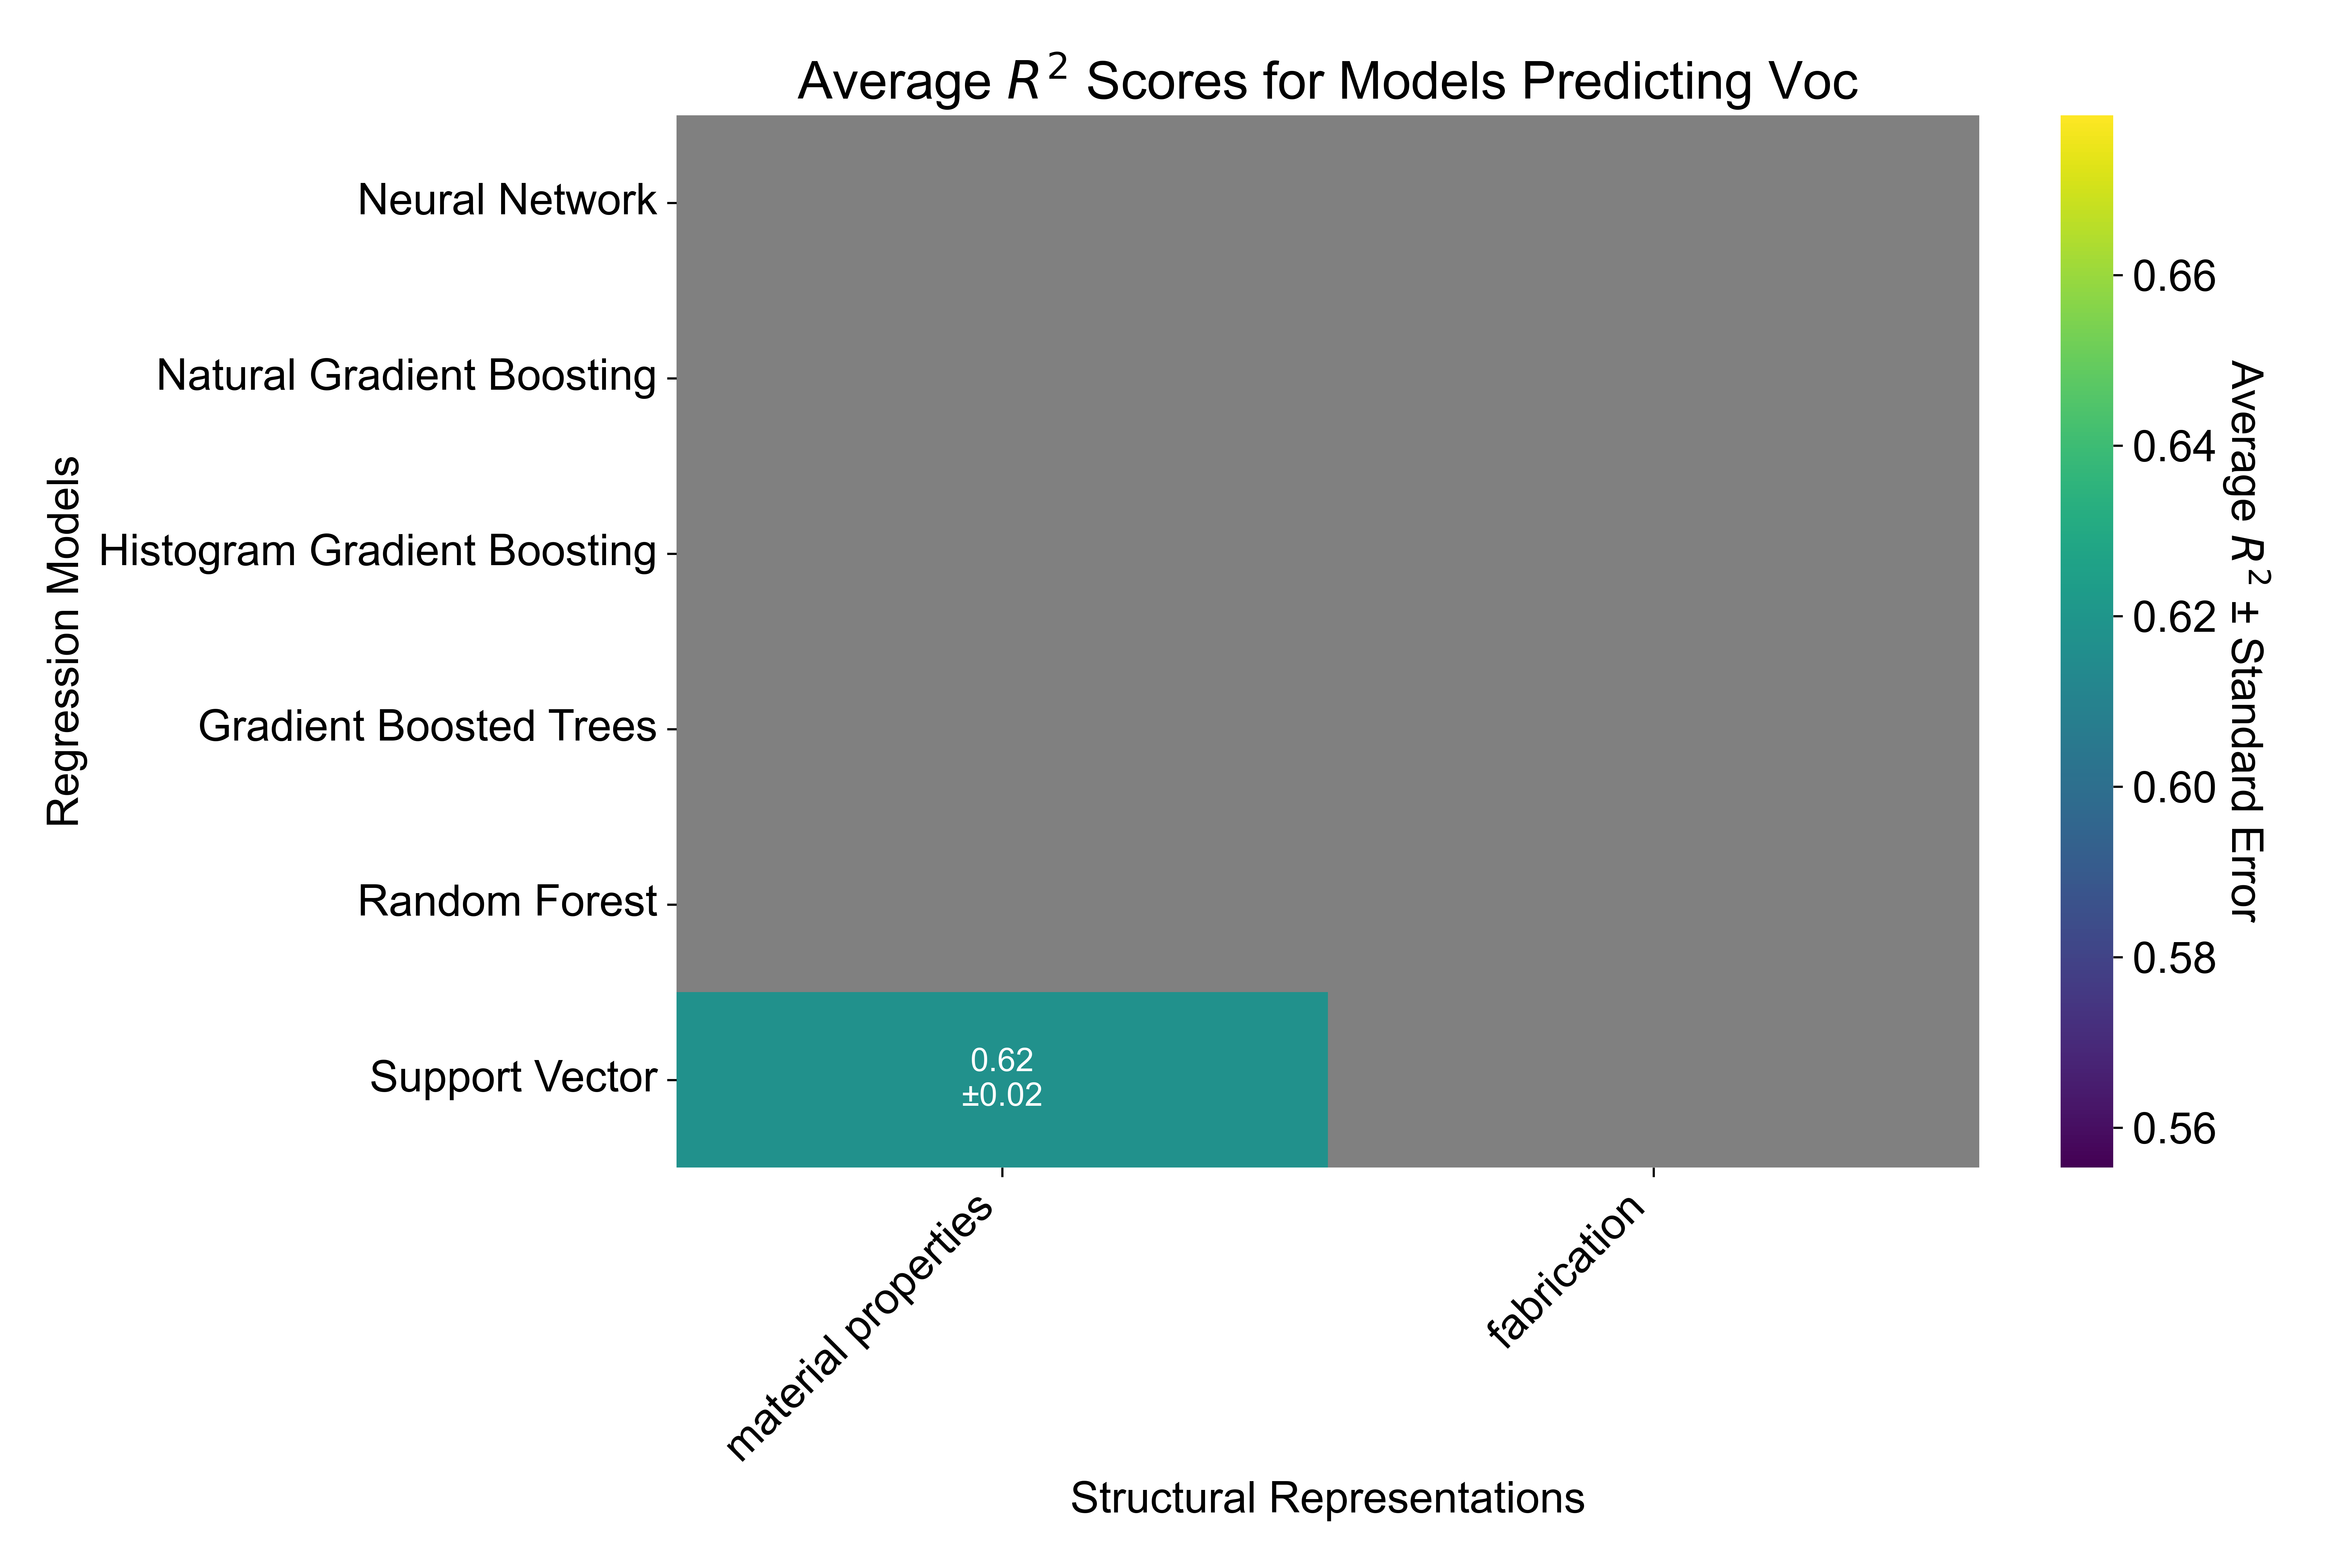 Average R² Scores for Models Predicting Voc
Regression Models
Neural Network
Natural Gradient Boosting
Histogram Gradient Boosting
Gradient Boosted Trees
Random Forest
Support Vector
0.62
±0.02
material properties
fabrication
Structural Representations
0.66
0.64
0.62
0.60
0.58
0.56
Average R² ± Standard Error